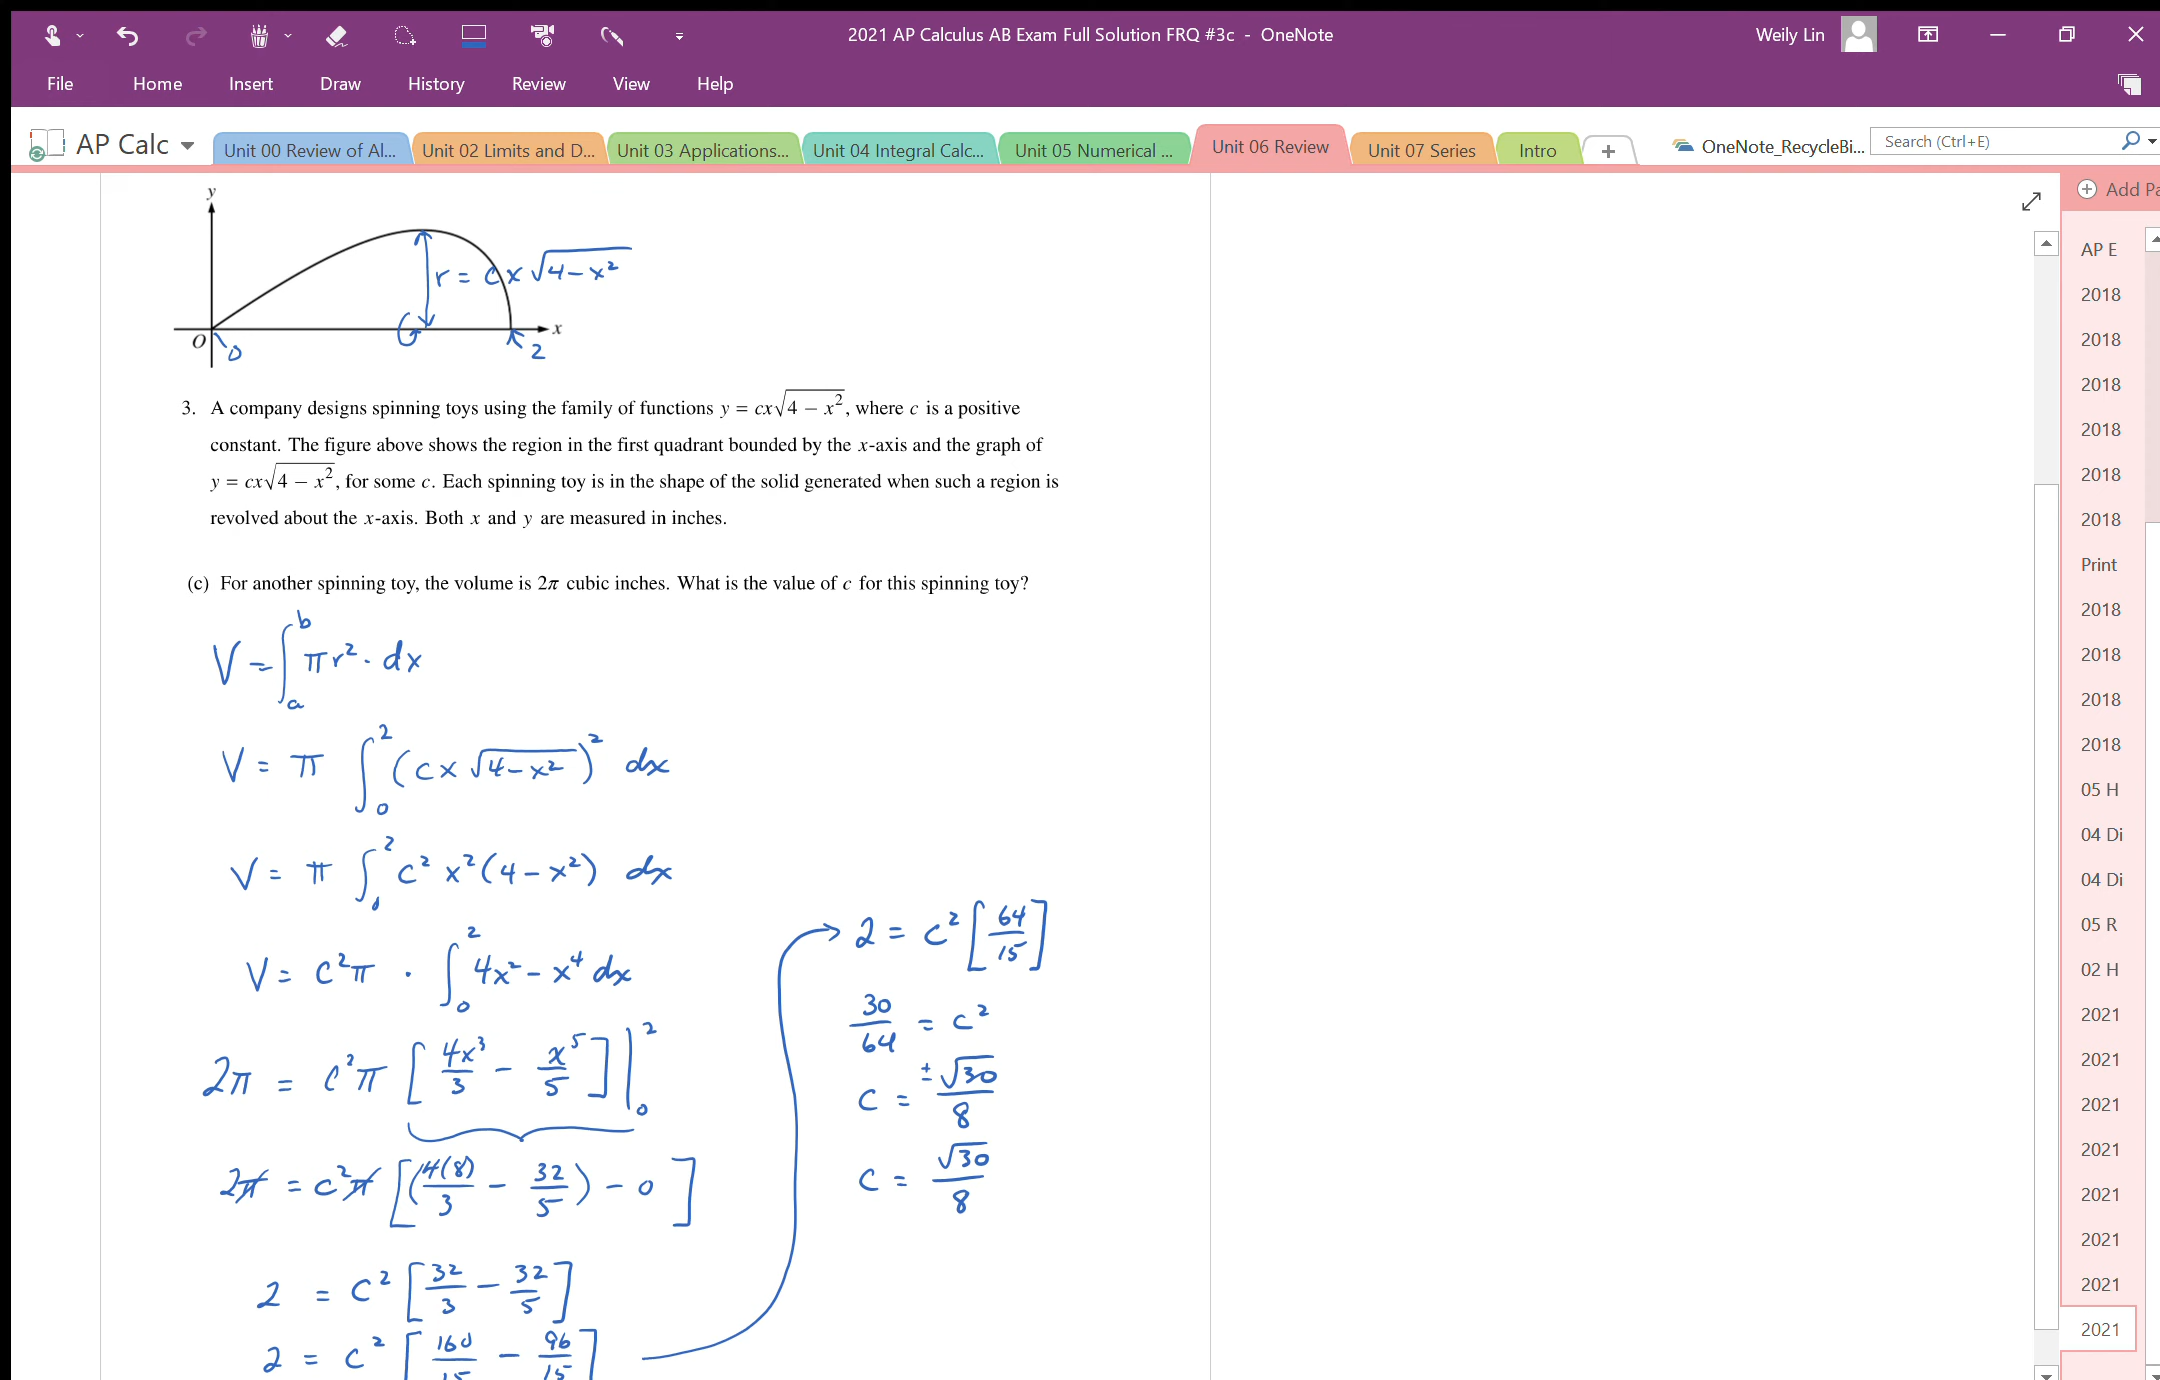 2021 AP Calculus AB Exam Full Solution FRQ #3c - OneNote
Weily Lin
File Home Insert Draw History Review View Help
AP Calc
Unit 00 Review of Al...
Unit 02 Limits and D...
Unit 03 Applications...
Unit 04 Integral Calc...
Unit 05 Numerical ...
Unit 06 Review
Unit 07 Series
Intro
+
OneNote_RecycleBi...
Search (Ctrl+E)
y
r = cx√(4-x²)
O
x
0
2
3. A company designs spinning toys using the family of functions y = cx√(4 − x²), where c is a positive
constant. The figure above shows the region in the first quadrant bounded by the x-axis and the graph of
y = cx√(4 − x²), for some c. Each spinning toy is in the shape of the solid generated when such a region is
revolved about the x-axis. Both x and y are measured in inches.
(c) For another spinning toy, the volume is 2π cubic inches. What is the value of c for this spinning toy?
V = ∫_a^b πr² · dx
V = π ∫_0^2 (cx√(4-x²))² dx
V = π ∫_0^2 c² x² (4-x²) dx
V = c²π · ∫_0^2 4x² - x⁴ dx
2π = c²π [4x³/3 - x⁵/5] |_0^2
2π = c²π [(4(8)/3 - 32/5) - 0]
2 = c² [32/3 - 32/5]
2 = c² [160/15 - 96/15]
2 = c² [64/15]
30/64 = c²
c = ±√30/8
c = √30/8
Add Pa
AP E
2018
2018
2018
2018
2018
2018
Print
2018
2018
2018
2018
05 H
04 Di
04 Di
05 R
02 H
2021
2021
2021
2021
2021
2021
2021
2021